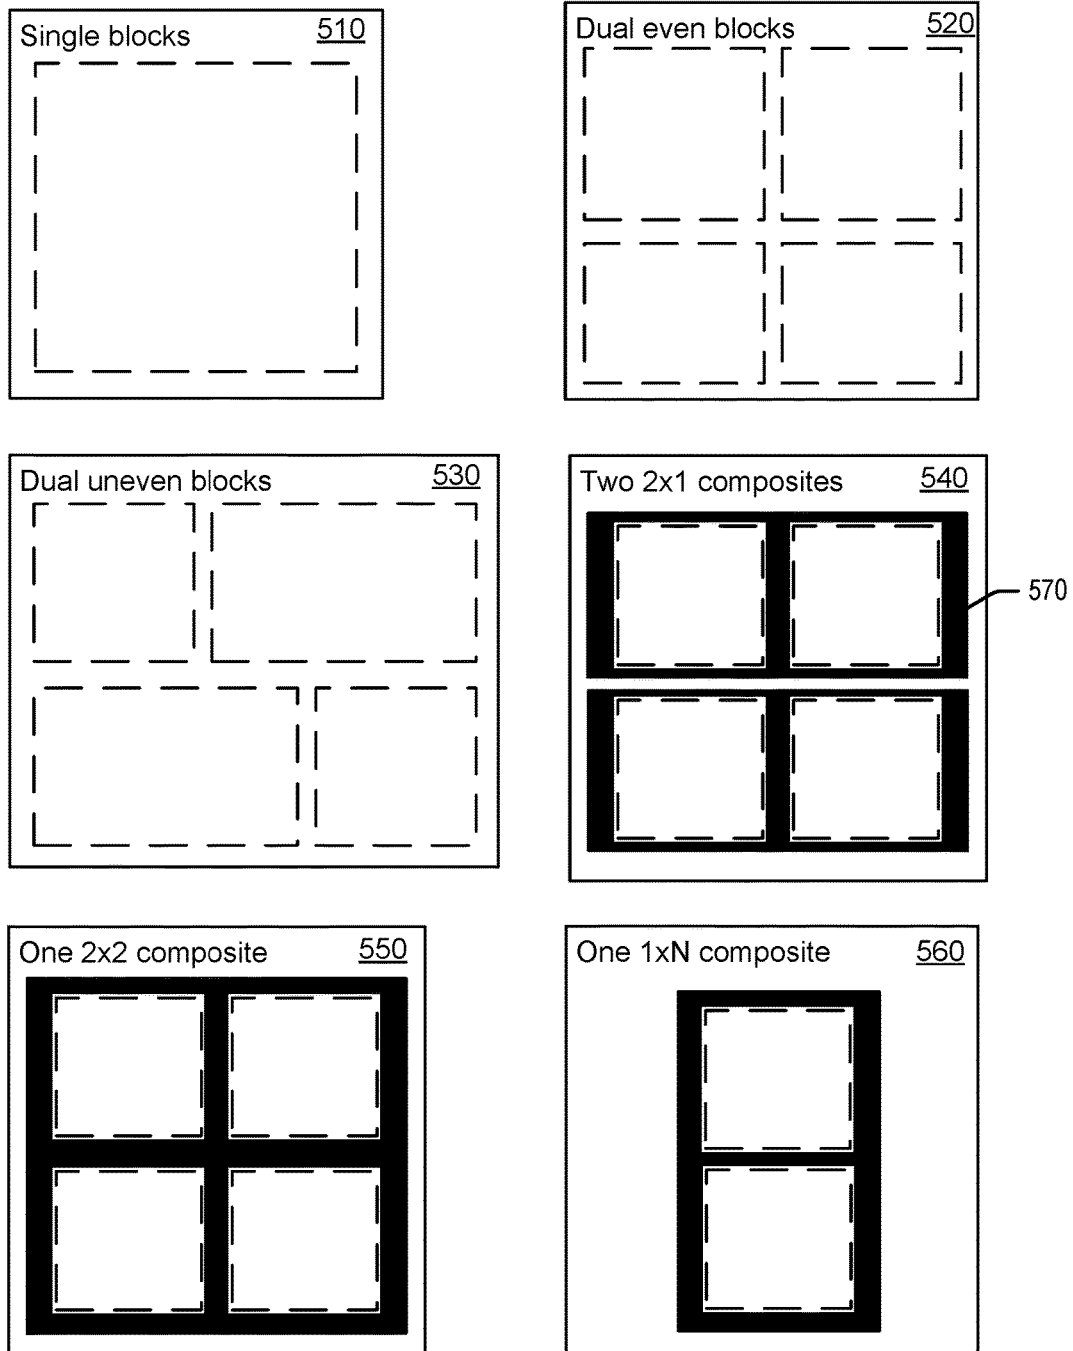 Single blocks 510
Dual even blocks 520
Dual uneven blocks 530
Two 2x1 composites 540
570
One 2x2 composite 550
One 1xN composite 560